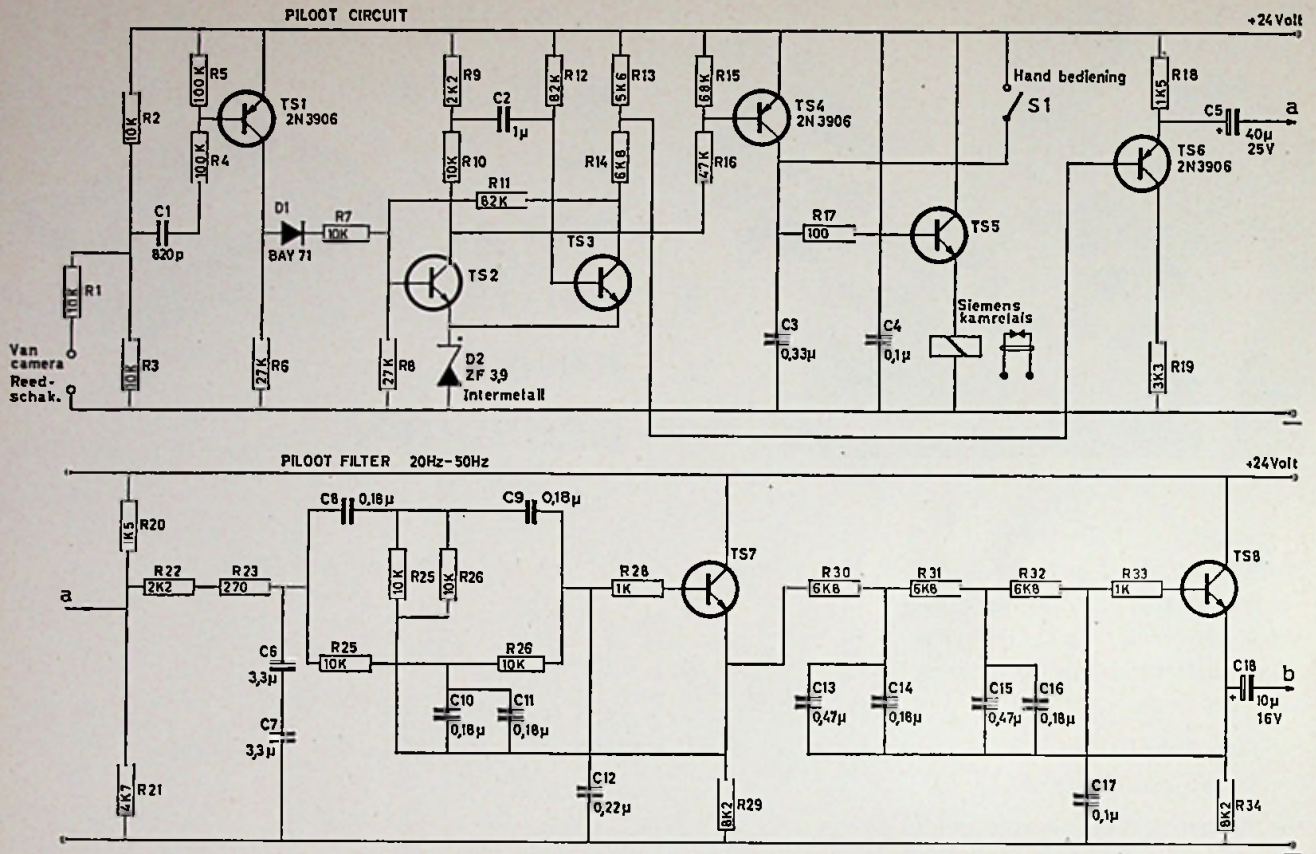 PILOOT CIRCUIT
+24Volt
R5
100K
R2
10K
TS1
2N3906
R4
100K
C1
820p
R1
10K
Van
camera
Reed-
schak.
R3
10K
D1
BAY 71
R7
10K
R6
27K
R8
27K
R9
2K2
C2
1µ
R10
10K
R11
82K
R12
82K
R13
5K6
R14
6K8
TS2
TS3
D2
ZF 3,9
Intermetall
R15
68K
R16
47K
TS4
2N3906
Hand bediening
S1
R17
100
TS5
C3
0,33µ
C4
0,1µ
Siemens
kamrelais
R18
1K5
C5
a
+
40µ
25V
TS6
2N3906
R19
3K3
PILOOT FILTER 20Hz-50Hz
+24Volt
R20
1K5
a
R22
2K2
R23
270
R21
4K7
C6
3,3µ
C7
3,3µ
C8
0,18µ
C9
0,18µ
R25
10K
R26
10K
R25
10K
R26
10K
C10
0,18µ
C11
0,18µ
R28
1K
C12
0,22µ
TS7
R29
8K2
R30
6K8
R31
6K8
R32
6K8
R33
1K
C13
0,47µ
C14
0,18µ
C15
0,47µ
C16
0,18µ
C17
0,1µ
TS8
C18
b
+
10µ
16V
R34
8K2